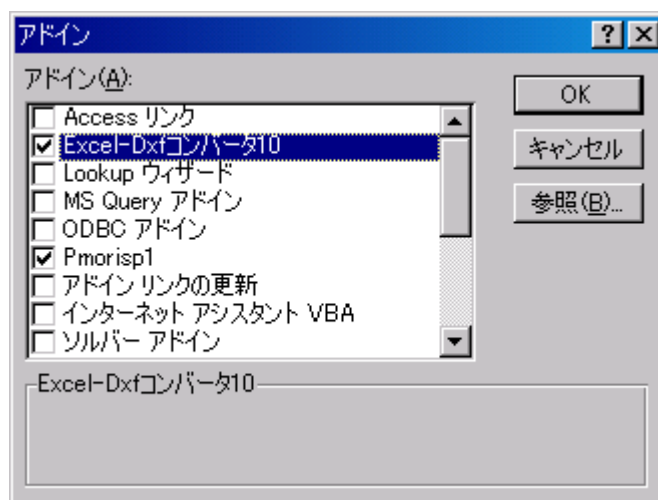 アドイン
アドイン(A):
Access リンク
Excel-Dxfコンバータ10
Lookup ウィザード
MS Query アドイン
ODBC アドイン
Pmorisp1
アドイン リンクの更新
インターネット アシスタント VBA
ソルバー アドイン
OK
キャンセル
参照(B)...
Excel-Dxfコンバータ10